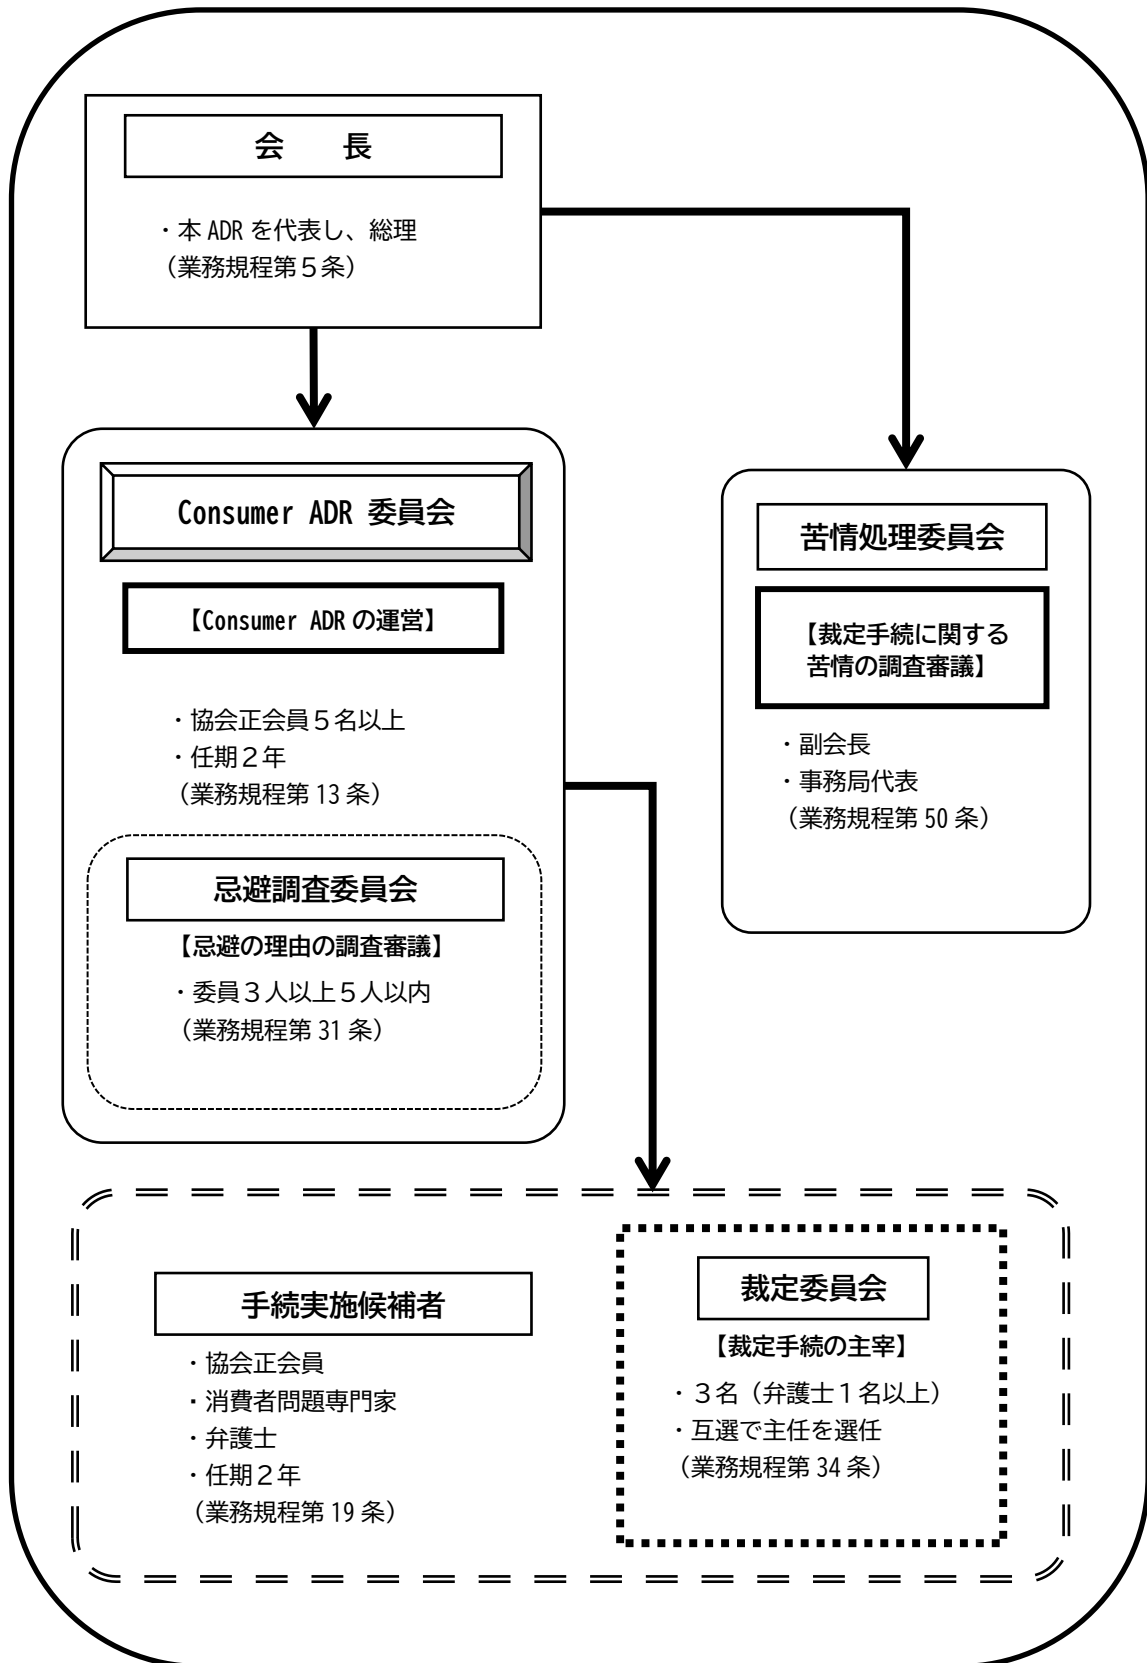 会　長
・本 ADR を代表し、総理
（業務規程第５条）
Consumer ADR 委員会
【Consumer ADR の運営】
・協会正会員５名以上
・任期２年
（業務規程第 13 条）
忌避調査委員会
【忌避の理由の調査審議】
・委員３人以上５人以内
（業務規程第 31 条）
苦情処理委員会
【裁定手続に関する
苦情の調査審議】
・副会長
・事務局代表
（業務規程第 50 条）
手続実施候補者
・協会正会員
・消費者問題専門家
・弁護士
・任期２年
（業務規程第 19 条）
裁定委員会
【裁定手続の主宰】
・３名（弁護士１名以上）
・互選で主任を選任
（業務規程第 34 条）